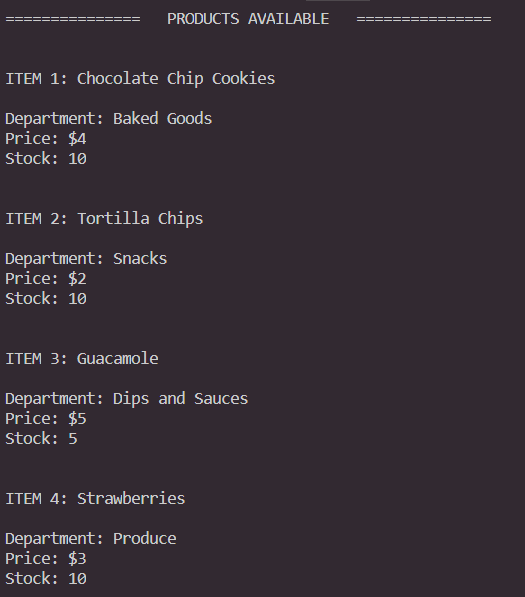 ===============   PRODUCTS AVAILABLE   ===============
ITEM 1: Chocolate Chip Cookies
Department: Baked Goods
Price: $4
Stock: 10
ITEM 2: Tortilla Chips
Department: Snacks
Price: $2
Stock: 10
ITEM 3: Guacamole
Department: Dips and Sauces
Price: $5
Stock: 5
ITEM 4: Strawberries
Department: Produce
Price: $3
Stock: 10